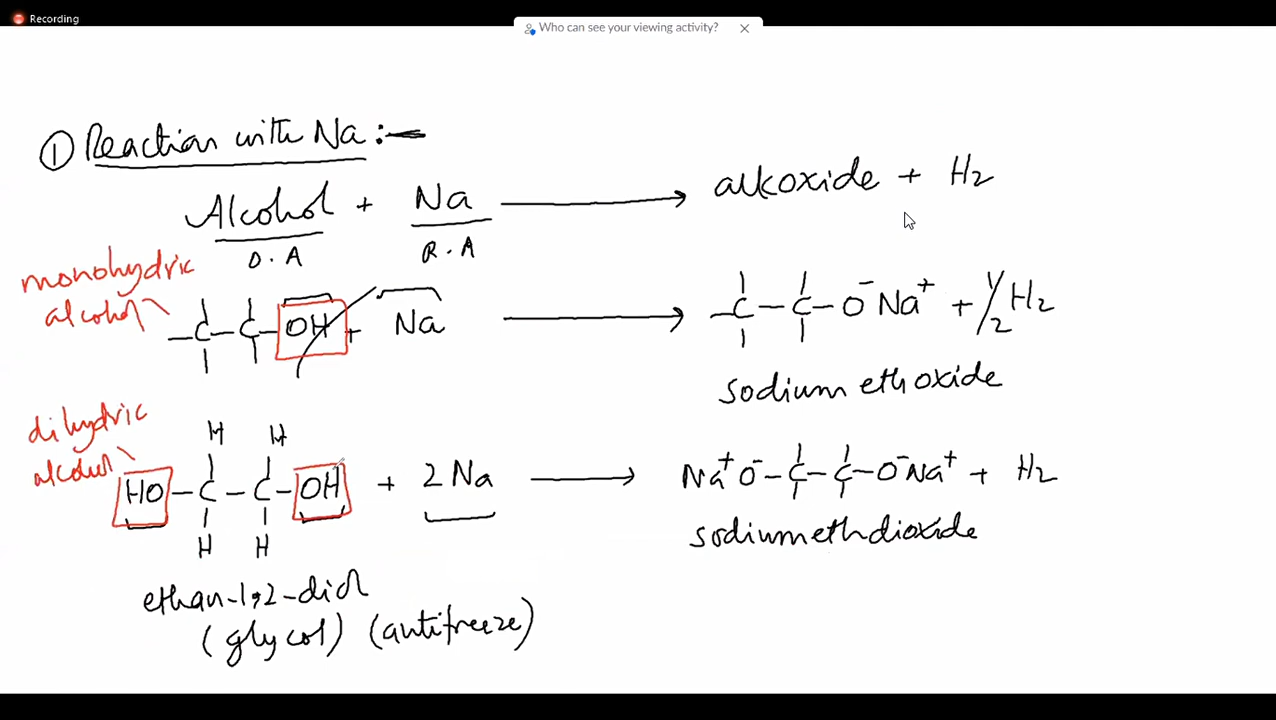 Recording
Who can see your viewing activity?
① Reaction with Na :-
Alcohol + Na → alkoxide + H2
O.A R.A
monohydric
alcohol
-C-C-OH + Na → -C-C-O⁻Na⁺ + 1/2 H2
sodium ethoxide
dihydric
alcohol
H H
HO-C-C-OH + 2Na → Na⁺O⁻-C-C-O⁻Na⁺ + H2
H H
sodiumethdioxide
ethan-1,2-diol
(glycol) (antifreeze)